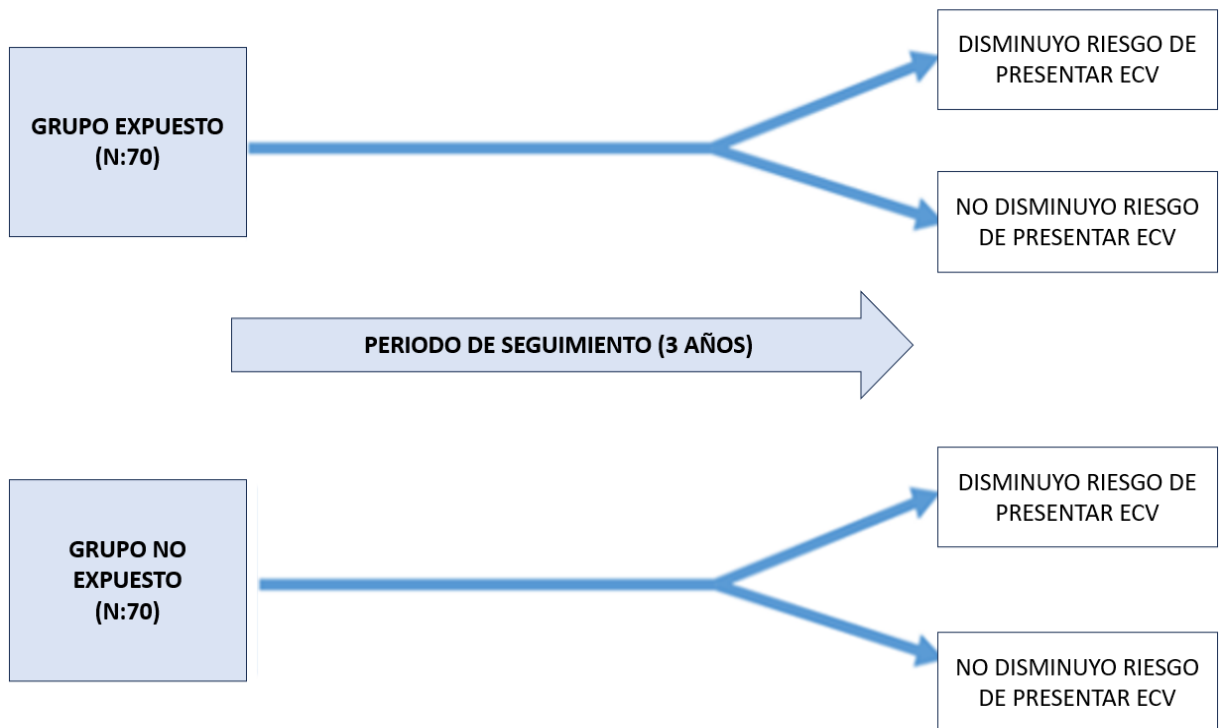 GRUPO EXPUESTO
(N:70)
DISMINUYO RIESGO DE
PRESENTAR ECV
NO DISMINUYO RIESGO
DE PRESENTAR ECV
PERIODO DE SEGUIMIENTO (3 AÑOS)
GRUPO NO
EXPUESTO
(N:70)
DISMINUYO RIESGO DE
PRESENTAR ECV
NO DISMINUYO RIESGO
DE PRESENTAR ECV